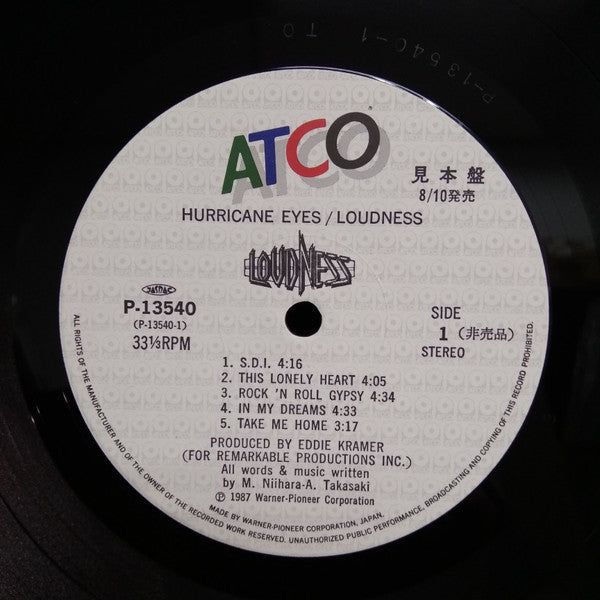 P-13540-1 TO
ATCO
見本盤
8/10発売
HURRICANE EYES / LOUDNESS
LOUDNESS
JASRAC
P-13540
(P-13540-1)
33⅓RPM
SIDE
1 (非売品)
STEREO
1. S.D.I. 4:16
2. THIS LONELY HEART 4:05
3. ROCK 'N ROLL GYPSY 4:34
4. IN MY DREAMS 4:33
5. TAKE ME HOME 3:17
PRODUCED BY EDDIE KRAMER
(FOR REMARKABLE PRODUCTIONS INC.)
All words & music written
by M. Niihara-A. Takasaki
Ⓟ 1987 Warner-Pioneer Corporation
MADE BY WARNER-PIONEER CORPORATION, JAPAN.
ALL RIGHTS OF THE MANUFACTURER AND OWNER OF THE RECORDED WORK RESERVED. UNAUTHORIZED PUBLIC PERFORMANCE, BROADCASTING AND COPYING OF THIS RECORD PROHIBITED.